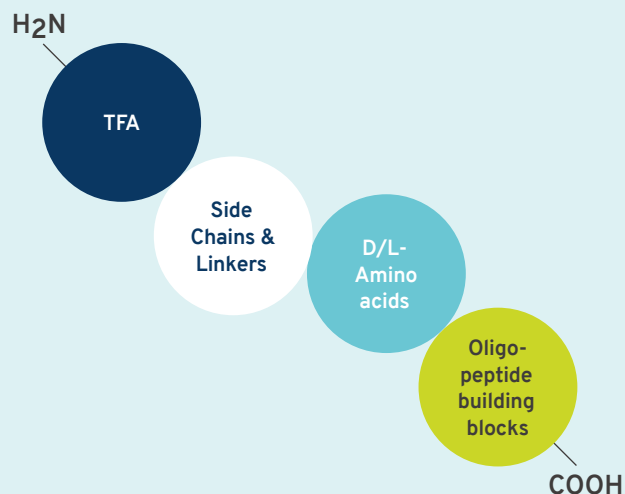 H2N
TFA
Side
Chains &
Linkers
D/L-
Amino
acids
Oligo-
peptide
building
blocks
COOH